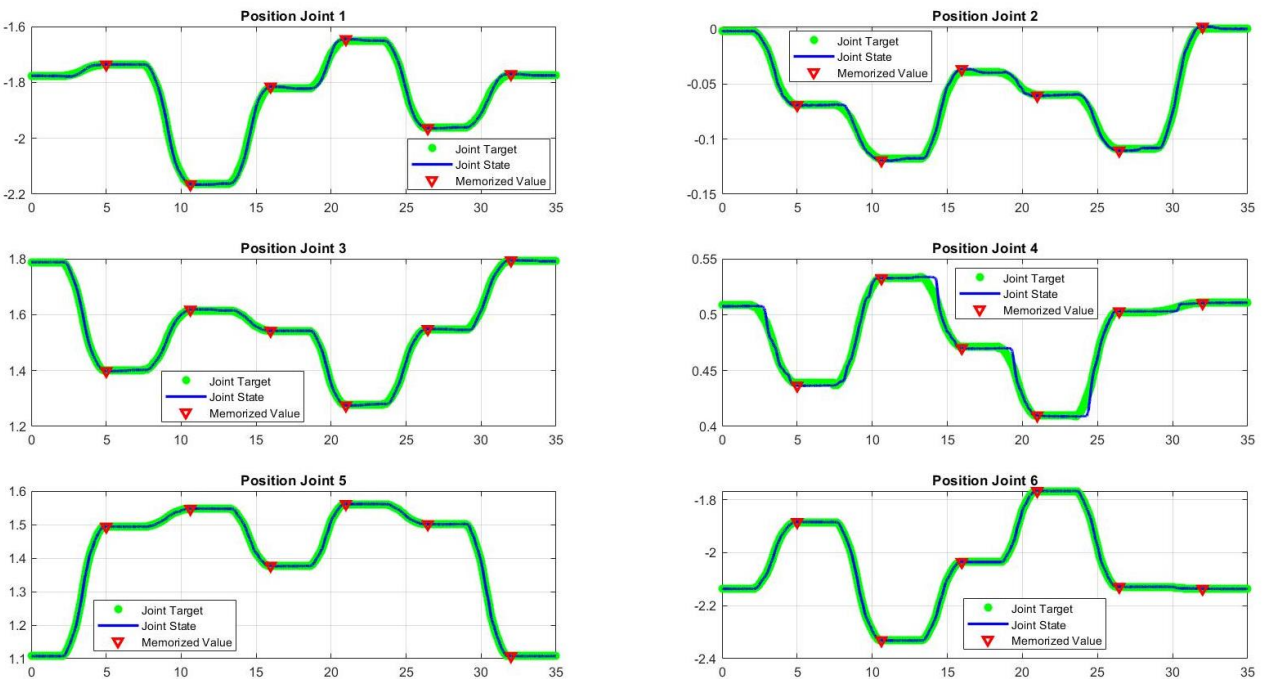 Position Joint 1
-1.6
-1.8
-2
-2.2
Joint Target
Joint State
Memorized Value
0 5 10 15 20 25 30 35
Position Joint 2
0
-0.05
-0.1
-0.15
Joint Target
Joint State
Memorized Value
0 5 10 15 20 25 30 35
Position Joint 3
1.8
1.6
1.4
1.2
Joint Target
Joint State
Memorized Value
0 5 10 15 20 25 30 35
Position Joint 4
0.55
0.5
0.45
0.4
Joint Target
Joint State
Memorized Value
0 5 10 15 20 25 30 35
Position Joint 5
1.6
1.5
1.4
1.3
1.2
1.1
Joint Target
Joint State
Memorized Value
0 5 10 15 20 25 30 35
Position Joint 6
-1.8
-2
-2.2
-2.4
Joint Target
Joint State
Memorized Value
0 5 10 15 20 25 30 35